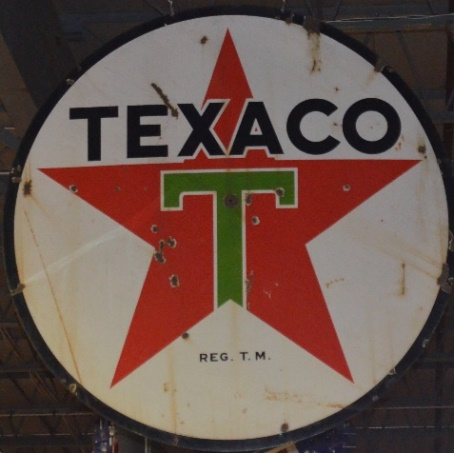 TEXACO
T
REG. T. M.